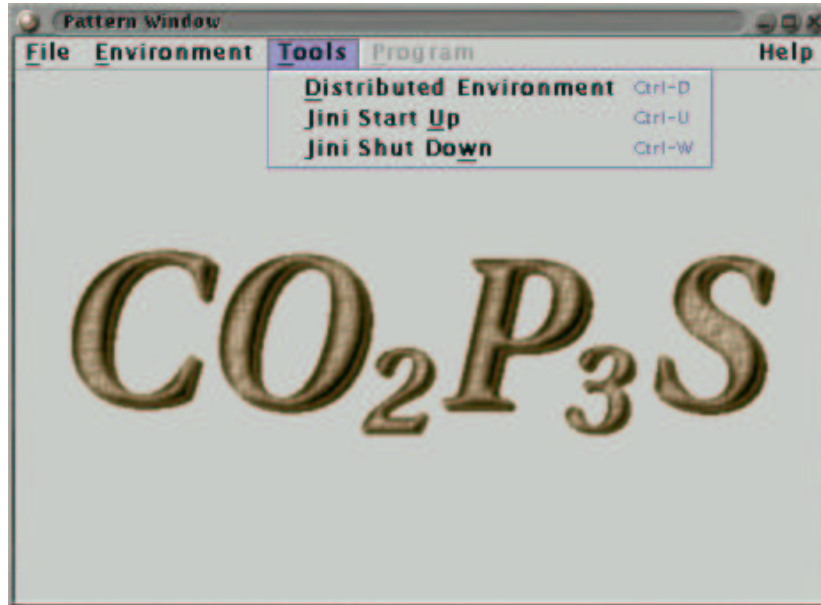 Pattern Window
File Environment Tools Program Help
Distributed Environment Ctrl-D
Jini Start Up Ctrl-U
Jini Shut Down Ctrl-W
CO₂P₃S